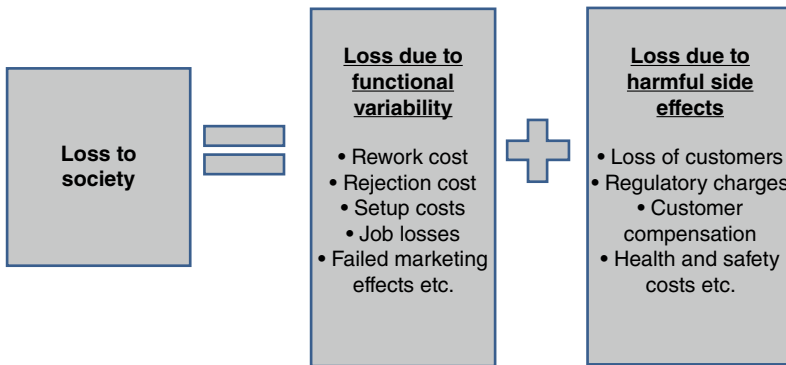 Loss to
society
Loss due to
functional
variability
• Rework cost
• Rejection cost
• Setup costs
• Job losses
• Failed marketing
effects etc.
Loss due to
harmful side
effects
• Loss of customers
• Regulatory charges
• Customer
compensation
• Health and safety
costs etc.